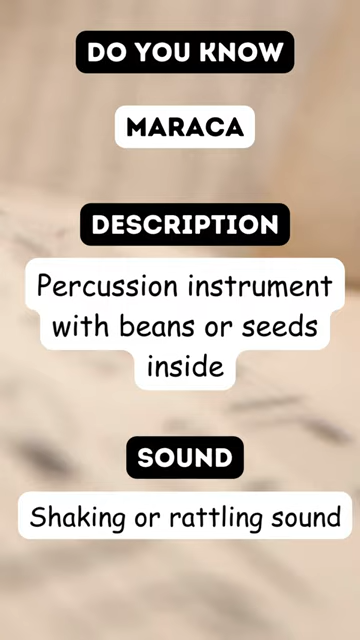 DO YOU KNOW
MARACA
DESCRIPTION
Percussion instrument
with beans or seeds
inside
SOUND
Shaking or rattling sound